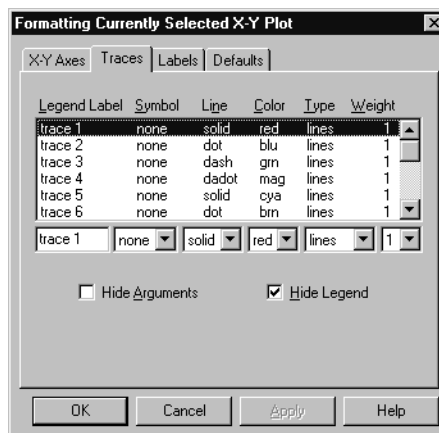 Formatting Currently Selected X-Y Plot
X-Y Axes Traces Labels Defaults
Legend Label Symbol Line Color Type Weight
trace 1 none solid red lines 1
trace 2 none dot blu lines 1
trace 3 none dash grn lines 1
trace 4 none dadot mag lines 1
trace 5 none solid cya lines 1
trace 6 none dot brn lines 1
trace 1 none solid red lines 1
Hide Arguments Hide Legend
OK Cancel Apply Help